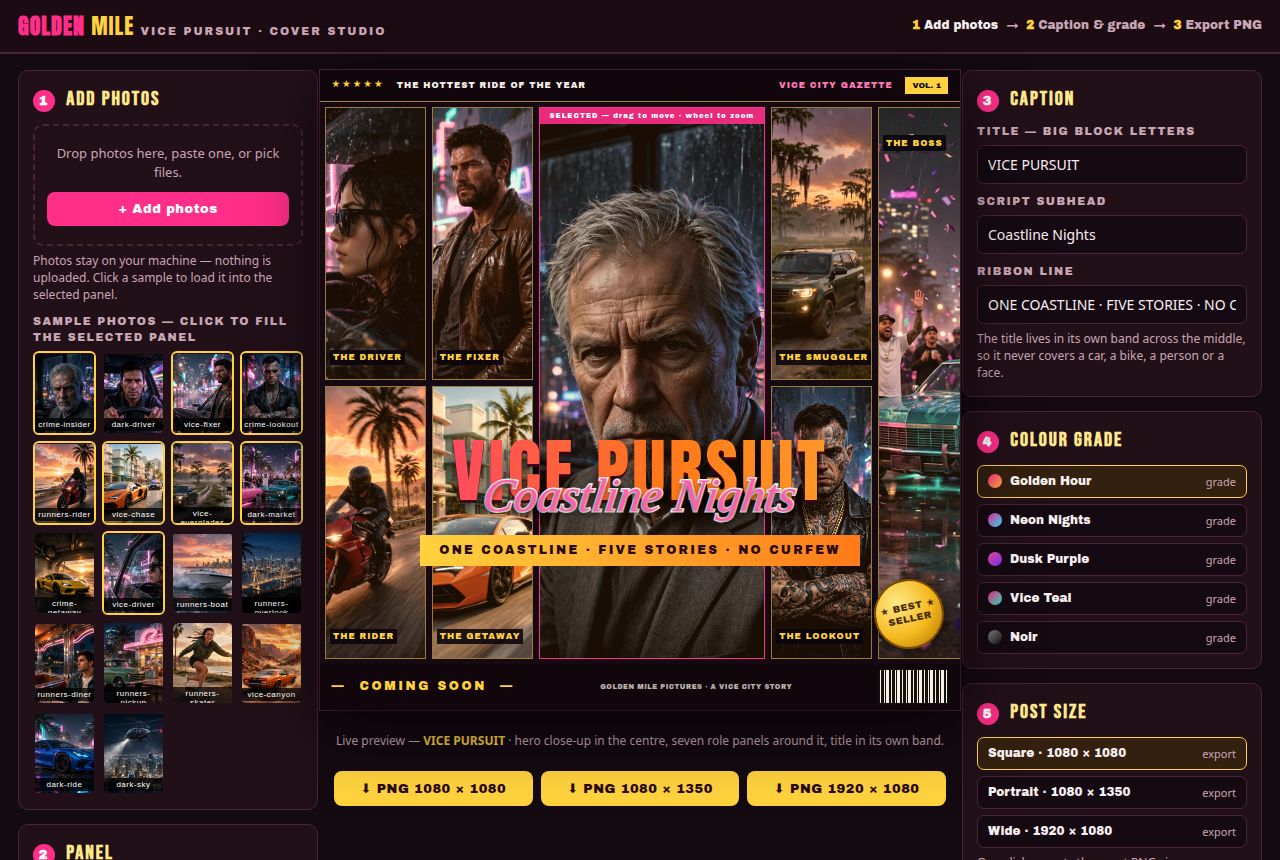 GOLDEN MILE VICE PURSUIT · COVER STUDIO
1 Add photos → 2 Caption & grade → 3 Export PNG
1 ADD PHOTOS
Drop photos here, paste one, or pick
files.
+ Add photos
Photos stay on your machine — nothing is
uploaded. Click a sample to load it into the
selected panel.
SAMPLE PHOTOS — CLICK TO FILL
THE SELECTED PANEL
crime-insider
dark-driver
vice-fixer
crime-lookout
runners-rider
vice-chase
vice-everglades
dark-market
crime-getaway
vice-driver
runners-boat
runners-overlook
runners-diner
runners-pickup
runners-skater
vice-canyon
dark-ride
dark-sky
2 PANEL
★★★★★ THE HOTTEST RIDE OF THE YEAR
VICE CITY GAZETTE VOL. 1
SELECTED — drag to move · wheel to zoom
THE BOSS
THE DRIVER
THE FIXER
THE SMUGGLER
VICE PURSUIT
Coastline Nights
ONE COASTLINE · FIVE STORIES · NO CURFEW
★ BEST ★
SELLER
THE RIDER
THE GETAWAY
THE LOOKOUT
— COMING SOON —
GOLDEN MILE PICTURES · A VICE CITY STORY
Live preview — VICE PURSUIT · hero close-up in the centre, seven role panels around it, title in its own band.
⬇ PNG 1080 × 1080
⬇ PNG 1080 × 1350
⬇ PNG 1920 × 1080
3 CAPTION
TITLE — BIG BLOCK LETTERS
VICE PURSUIT
SCRIPT SUBHEAD
Coastline Nights
RIBBON LINE
ONE COASTLINE · FIVE STORIES · NO C
The title lives in its own band across the middle,
so it never covers a car, a bike, a person or a
face.
4 COLOUR GRADE
Golden Hour grade
Neon Nights grade
Dusk Purple grade
Vice Teal grade
Noir grade
5 POST SIZE
Square · 1080 × 1080 export
Portrait · 1080 × 1350 export
Wide · 1920 × 1080 export